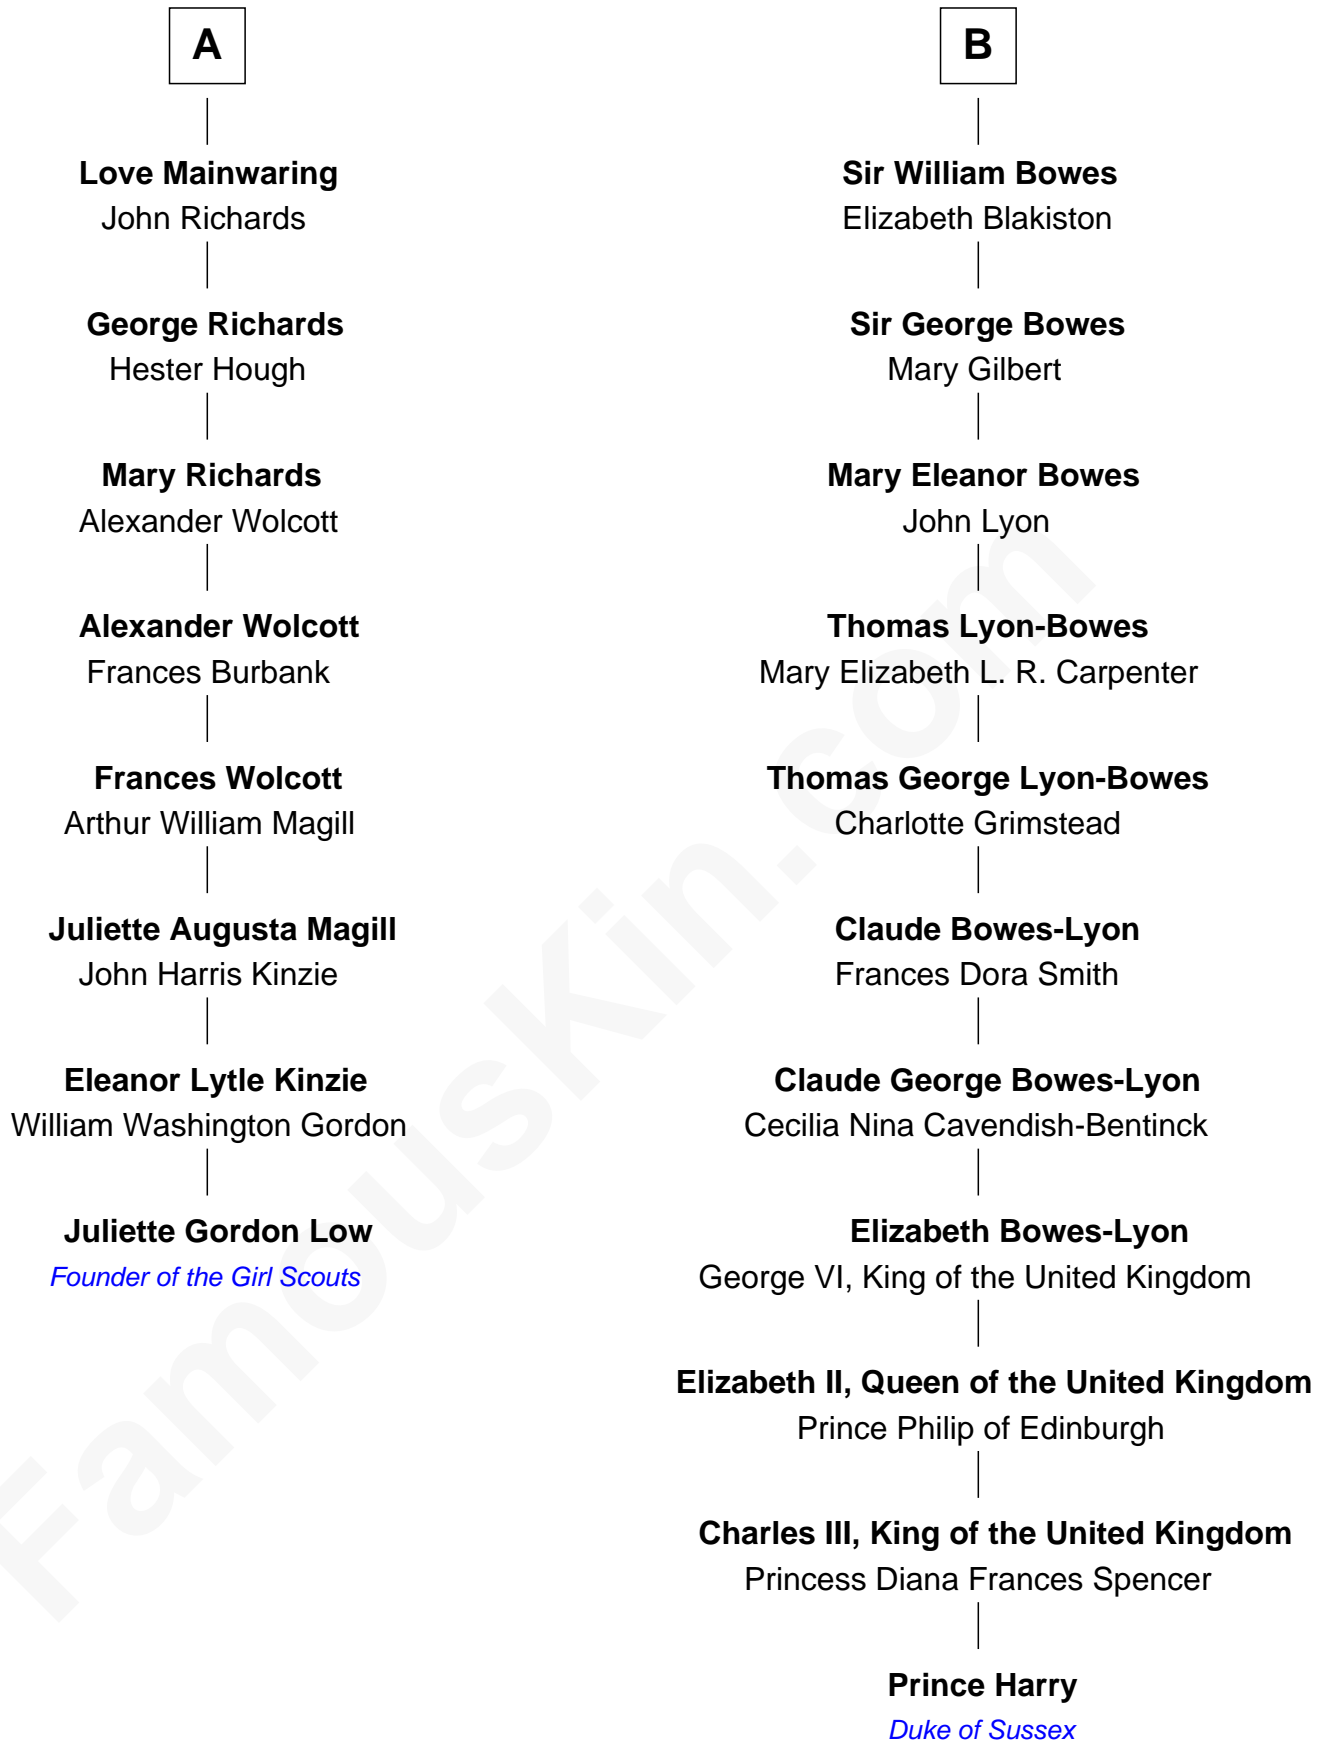 A
Love Mainwaring
John Richards
George Richards
Hester Hough
Mary Richards
Alexander Wolcott
Alexander Wolcott
Frances Burbank
Frances Wolcott
Arthur William Magill
Juliette Augusta Magill
John Harris Kinzie
Eleanor Lytle Kinzie
William Washington Gordon
Juliette Gordon Low
Founder of the Girl Scouts
B
Sir William Bowes
Elizabeth Blakiston
Sir George Bowes
Mary Gilbert
Mary Eleanor Bowes
John Lyon
Thomas Lyon-Bowes
Mary Elizabeth L. R. Carpenter
Thomas George Lyon-Bowes
Charlotte Grimstead
Claude Bowes-Lyon
Frances Dora Smith
Claude George Bowes-Lyon
Cecilia Nina Cavendish-Bentinck
Elizabeth Bowes-Lyon
George VI, King of the United Kingdom
Elizabeth II, Queen of the United Kingdom
Prince Philip of Edinburgh
Charles III, King of the United Kingdom
Princess Diana Frances Spencer
Prince Harry
Duke of Sussex
FamousKin.com